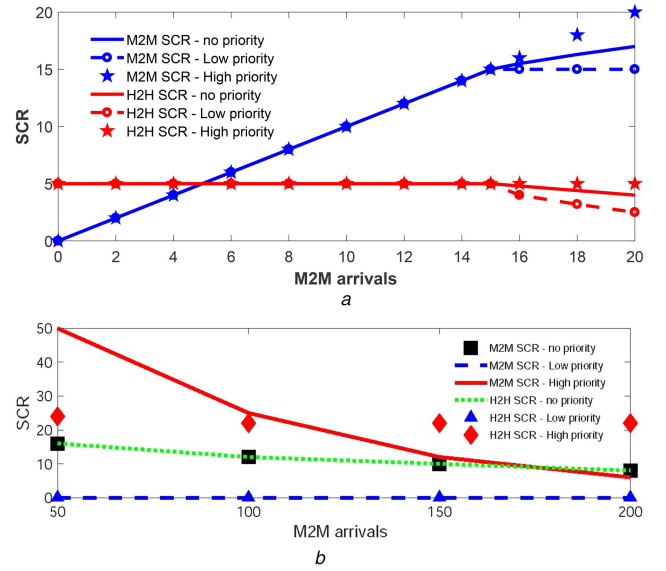 20
M2M SCR - no priority
M2M SCR - Low priority
M2M SCR - High priority
H2H SCR - no priority
H2H SCR - Low priority
H2H SCR - High priority
15
10
5
0
SCR
0 2 4 6 8 10 12 14 15 16 18 20
M2M arrivals
a
50
40
30
20
10
0
SCR
M2M SCR - no priority
M2M SCR - Low priority
M2M SCR - High priority
H2H SCR - no priority
H2H SCR - Low priority
H2H SCR - High priority
50 100 150 200
M2M arrivals
b